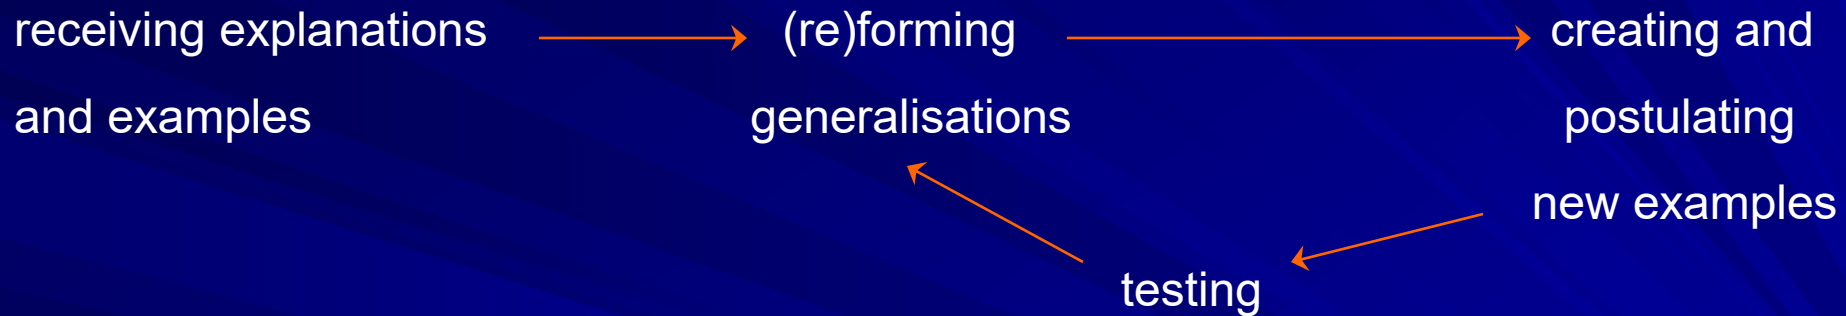 receiving explanations (re)forming creating and
and examples generalisations postulating
new examples
testing